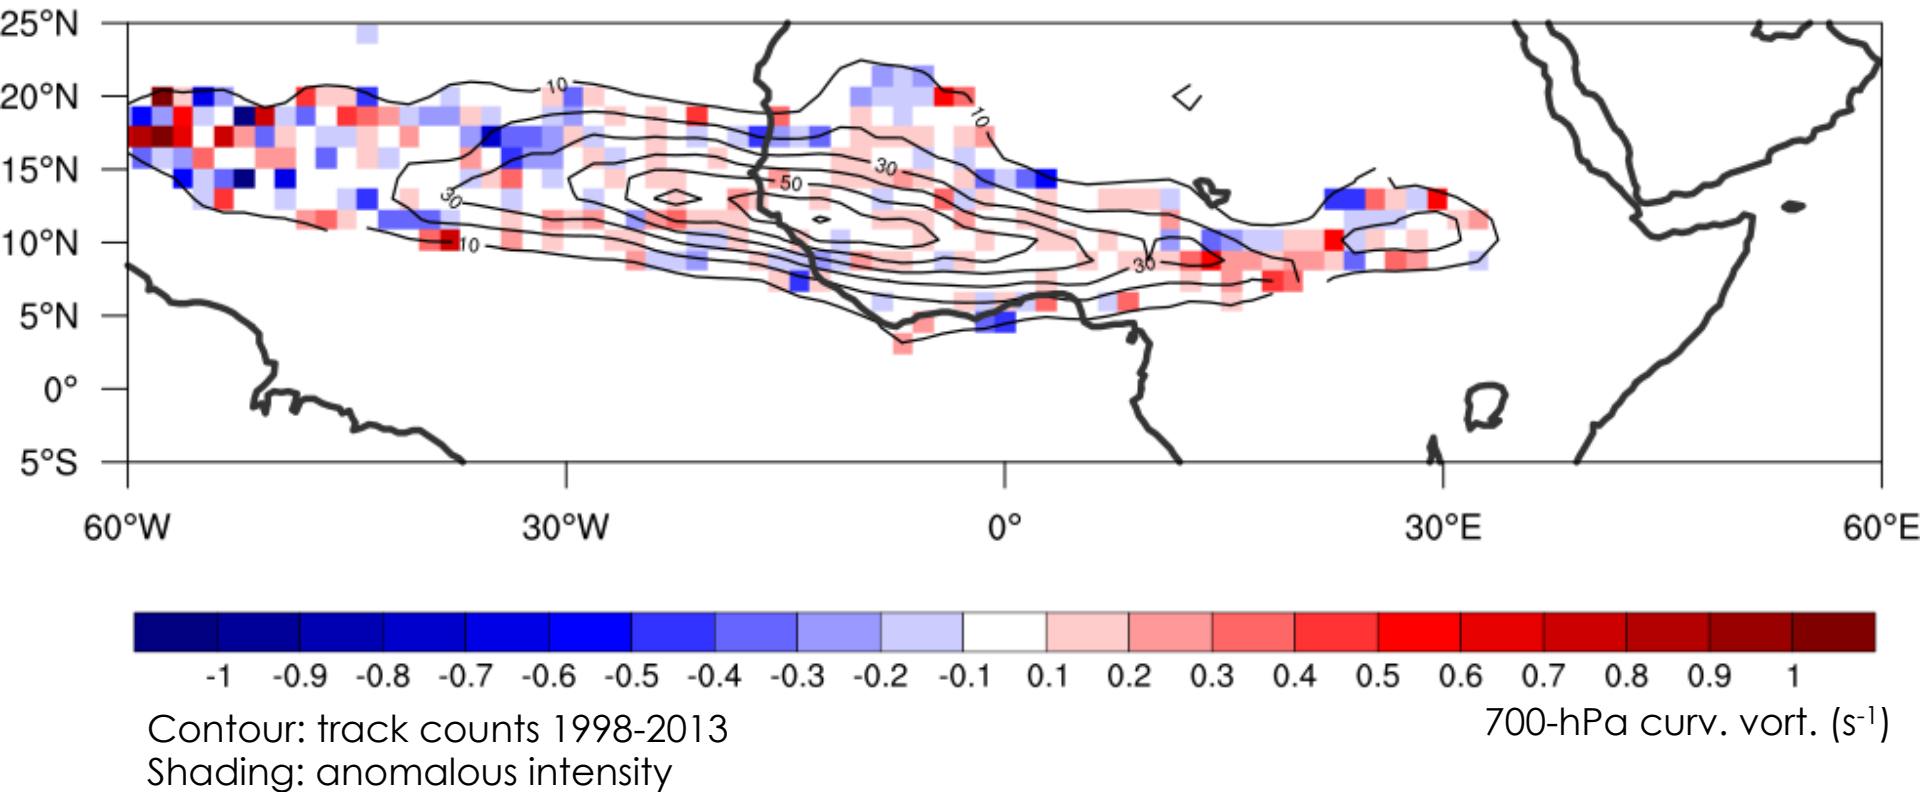 25°N
10
20°N
10
30
15°N
50
30
10°N
10
30
5°N
0°
5°S
60°W 30°W 0° 30°E 60°E
-1 -0.9 -0.8 -0.7 -0.6 -0.5 -0.4 -0.3 -0.2 -0.1 0.1 0.2 0.3 0.4 0.5 0.6 0.7 0.8 0.9 1
Contour: track counts 1998-2013
700-hPa curv. vort. (s⁻¹)
Shading: anomalous intensity